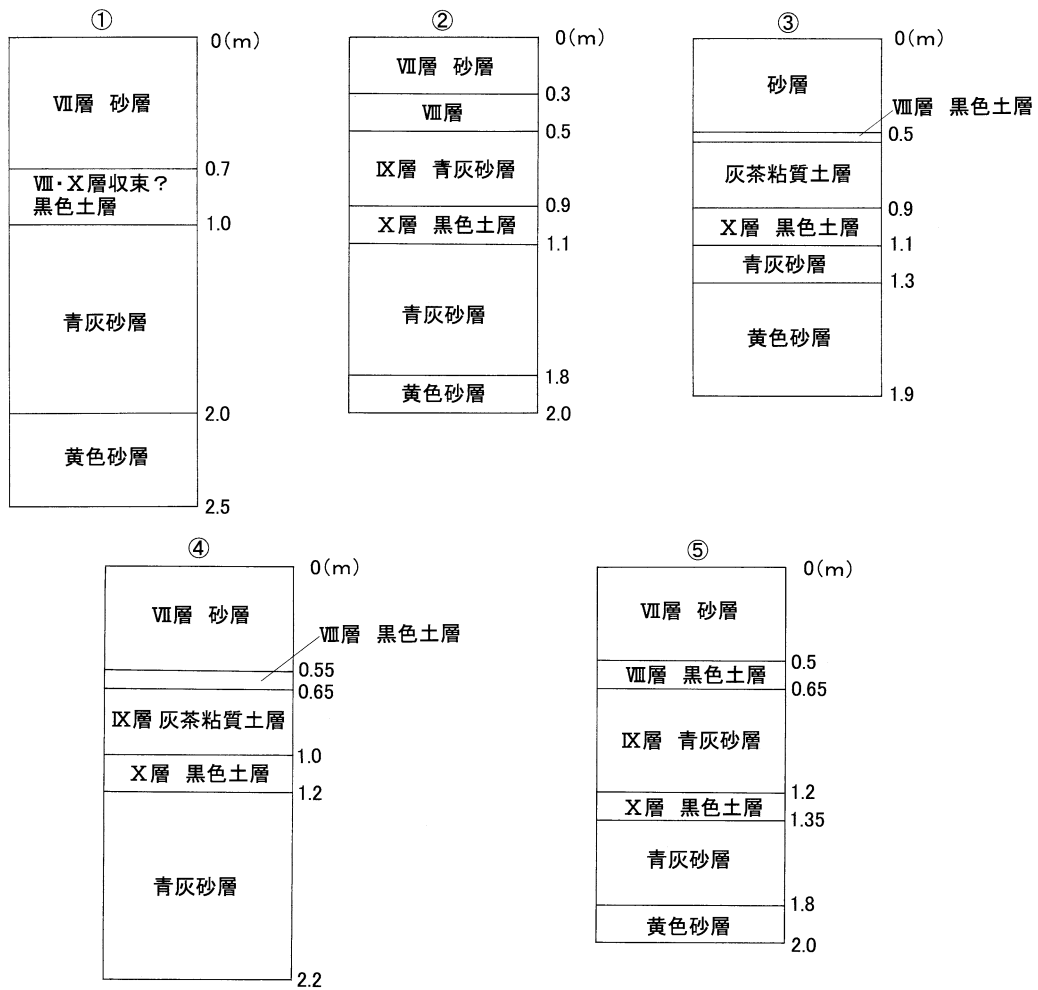 ①
0(m)
Ⅶ層 砂層
0.7
Ⅷ・Ⅹ層収束?
黒色土層
1.0
青灰砂層
2.0
黄色砂層
2.5
②
0(m)
Ⅶ層 砂層
0.3
Ⅷ層
0.5
Ⅸ層 青灰砂層
0.9
Ⅹ層 黒色土層
1.1
青灰砂層
1.8
黄色砂層
2.0
③
0(m)
砂層
Ⅷ層 黒色土層
0.5
灰茶粘質土層
0.9
Ⅹ層 黒色土層
1.1
青灰砂層
1.3
黄色砂層
1.9
④
0(m)
Ⅶ層 砂層
Ⅷ層 黒色土層
0.55
0.65
Ⅸ層 灰茶粘質土層
1.0
Ⅹ層 黒色土層
1.2
青灰砂層
2.2
⑤
0(m)
Ⅶ層 砂層
0.5
Ⅷ層 黒色土層
0.65
Ⅸ層 青灰砂層
1.2
Ⅹ層 黒色土層
1.35
青灰砂層
1.8
黄色砂層
2.0